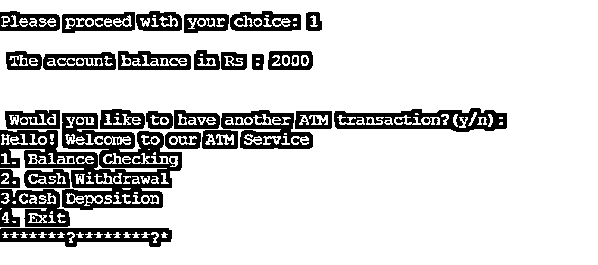 Please proceed with your choice: 1
The account balance in Rs : 2000
Would you like to have another ATM transaction?(y/n):
Hello! Welcome to our ATM Service
1. Balance Checking
2. Cash Withdrawal
3.Cash Deposition
4. Exit
*******?********?*